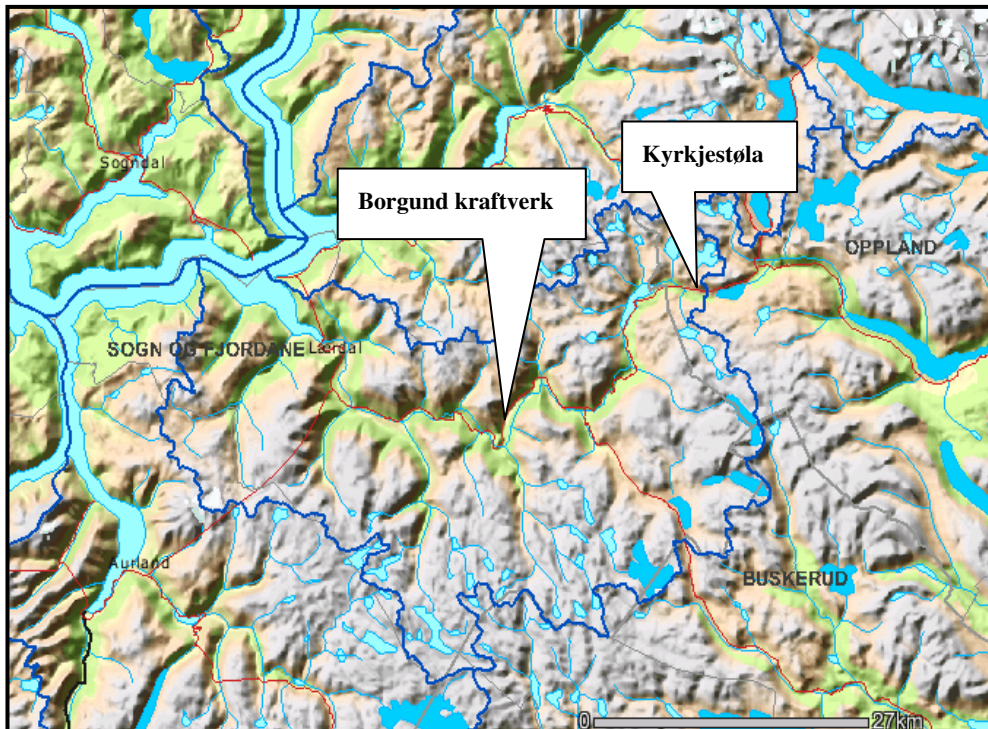 Kyrkjestøla
Sogndal
Borgund kraftverk
OPPLAND
SOGN OG FJORDANE
Lærdal
Aurland
BUSKERUD
0
27km